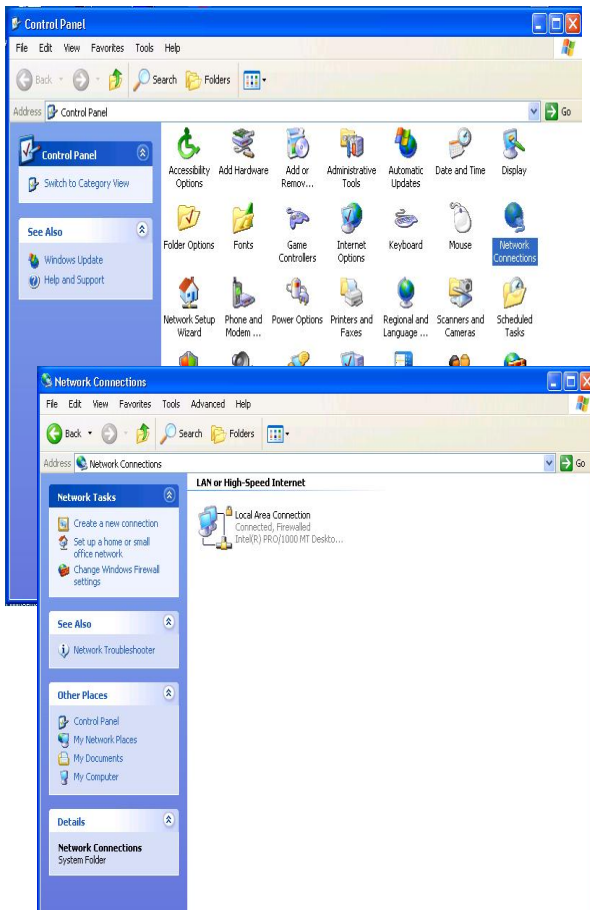 Control Panel
File Edit View Favorites Tools Help
Back Search Folders
Address Control Panel Go
Control Panel
Switch to Category View
See Also
Windows Update
Help and Support
Accessibility Options
Add Hardware
Add or Remov...
Administrative Tools
Automatic Updates
Date and Time
Display
Folder Options
Fonts
Game Controllers
Internet Options
Keyboard
Mouse
Network Connections
Network Setup Wizard
Phone and Modem ...
Power Options
Printers and Faxes
Regional and Language ...
Scanners and Cameras
Scheduled Tasks
Network Connections
File Edit View Favorites Tools Advanced Help
Back Search Folders
Address Network Connections Go
Network Tasks
Create a new connection
Set up a home or small
office network
Change Windows Firewall
settings
See Also
Network Troubleshooter
Other Places
Control Panel
My Network Places
My Documents
My Computer
Details
Network Connections
System Folder
LAN or High-Speed Internet
Local Area Connection
Connected, Firewalled
Intel(R) PRO/1000 MT Deskto...